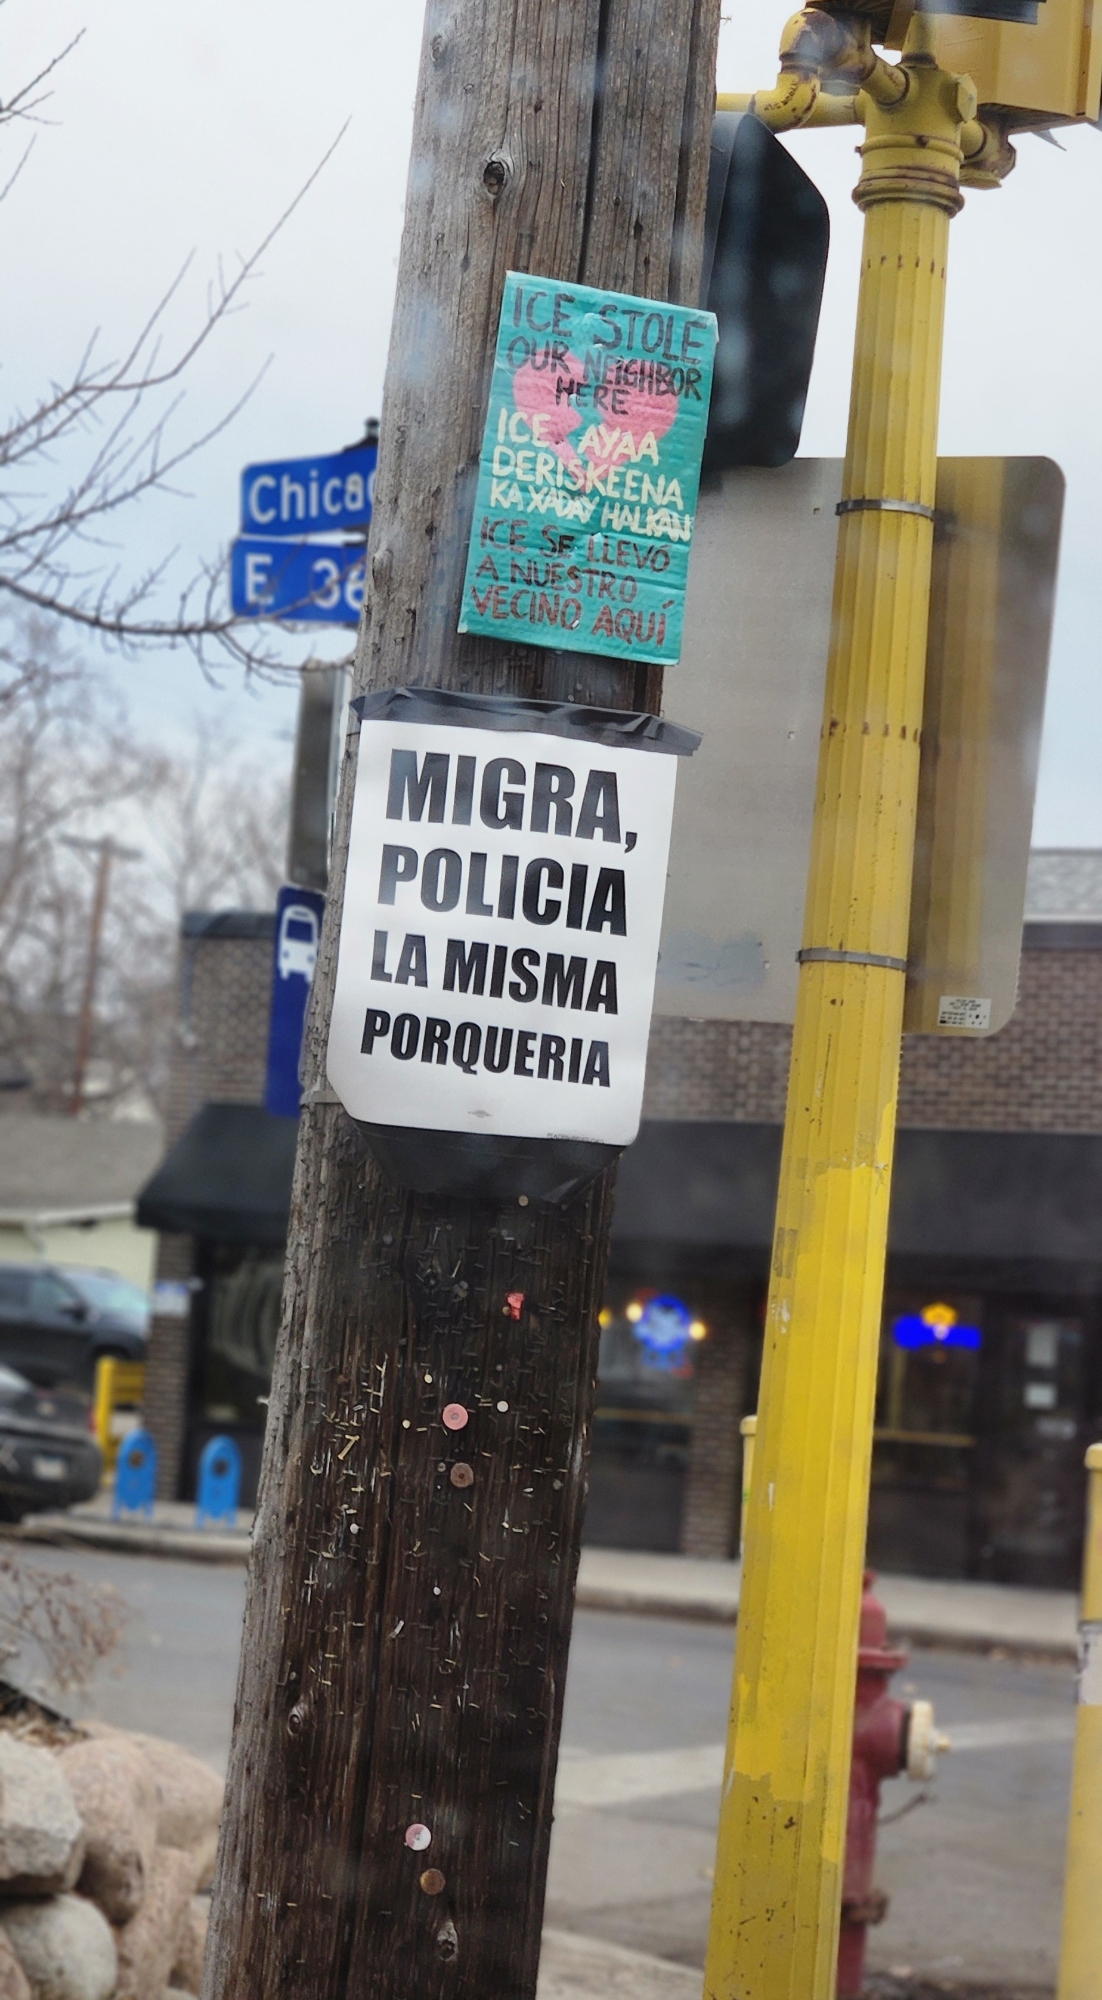 ICE STOLE
OUR NEIGHBOR
HERE
ICE AYAA
DERISKEENA
KA XADAY HALKAN
ICE SE LLEVÓ
A NUESTRO
VECINO AQUÍ
Chica
E 36
MIGRA,
POLICIA
LA MISMA
PORQUERIA